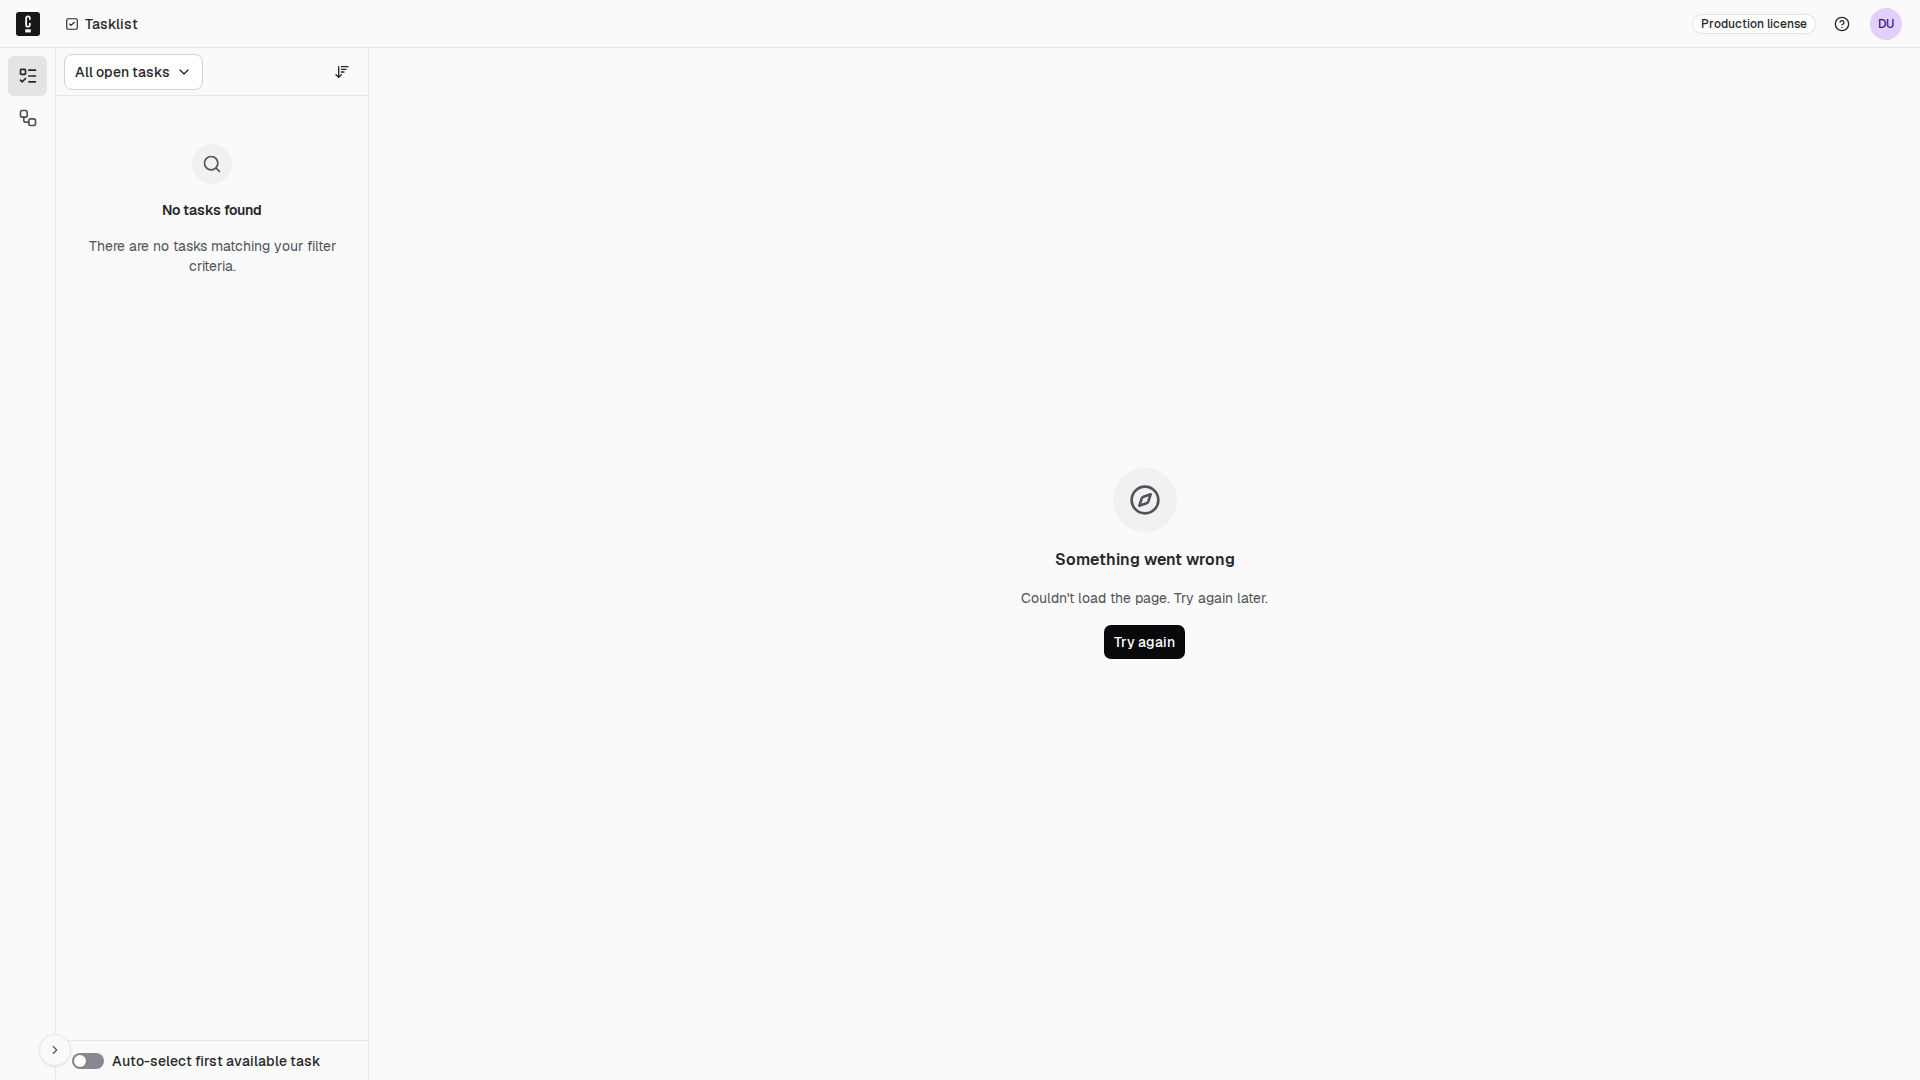 Tasklist
Production license
DU
All open tasks
No tasks found
There are no tasks matching your filter
criteria.
Something went wrong
Couldn't load the page. Try again later.
Try again
Auto-select first available task